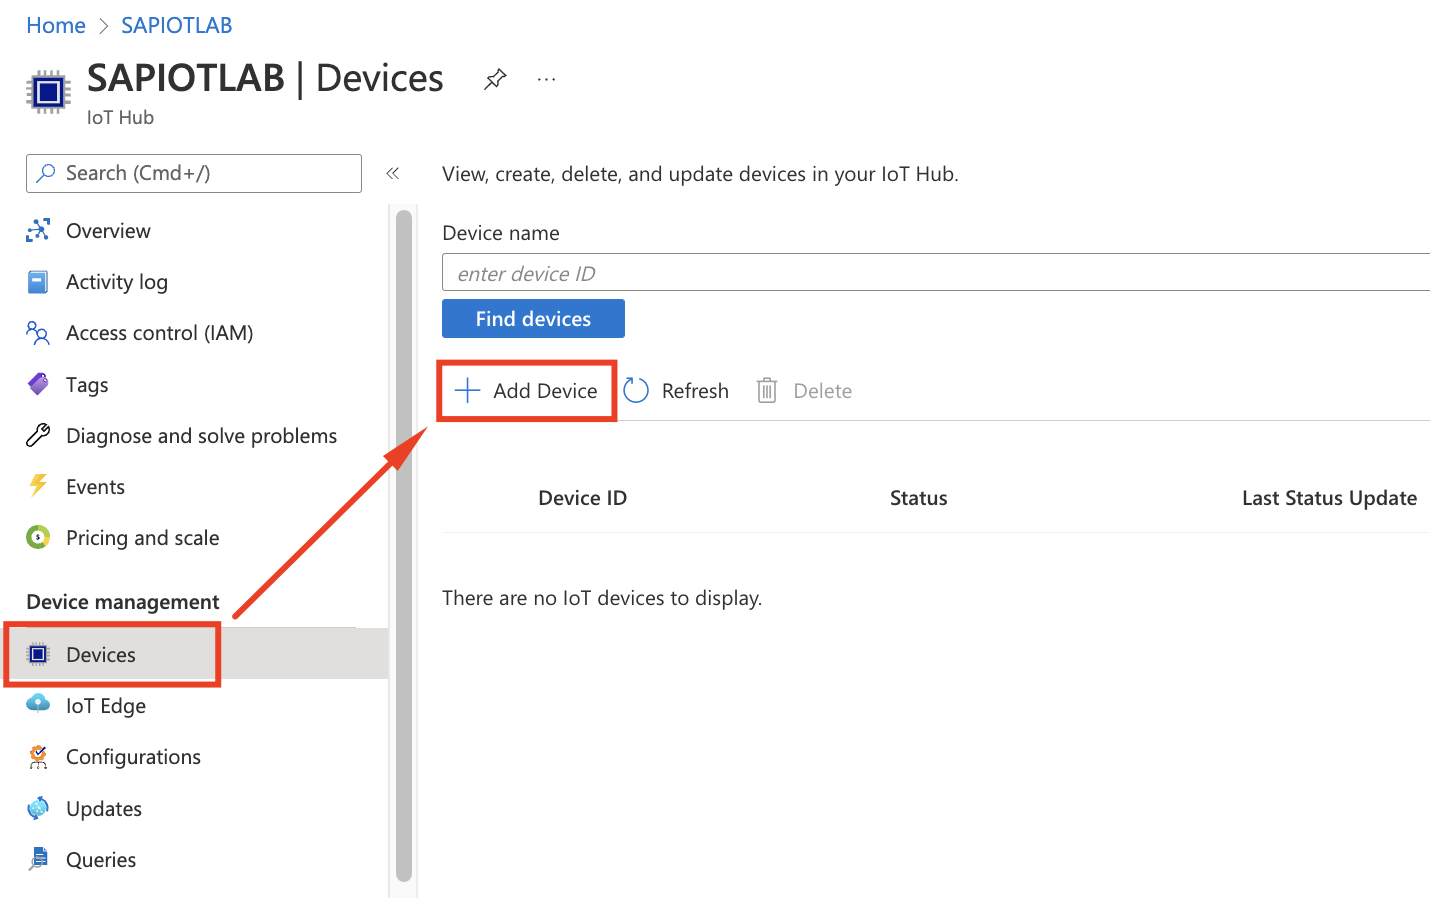 Home > SAPIOTLAB
SAPIOTLAB | Devices ...
IoT Hub
Search (Cmd+/)
«
Overview
Activity log
Access control (IAM)
Tags
Diagnose and solve problems
Events
Pricing and scale
Device management
Devices
IoT Edge
Configurations
Updates
Queries
View, create, delete, and update devices in your IoT Hub.
Device name
enter device ID
Find devices
Add Device Refresh Delete
Device ID Status Last Status Update
There are no IoT devices to display.